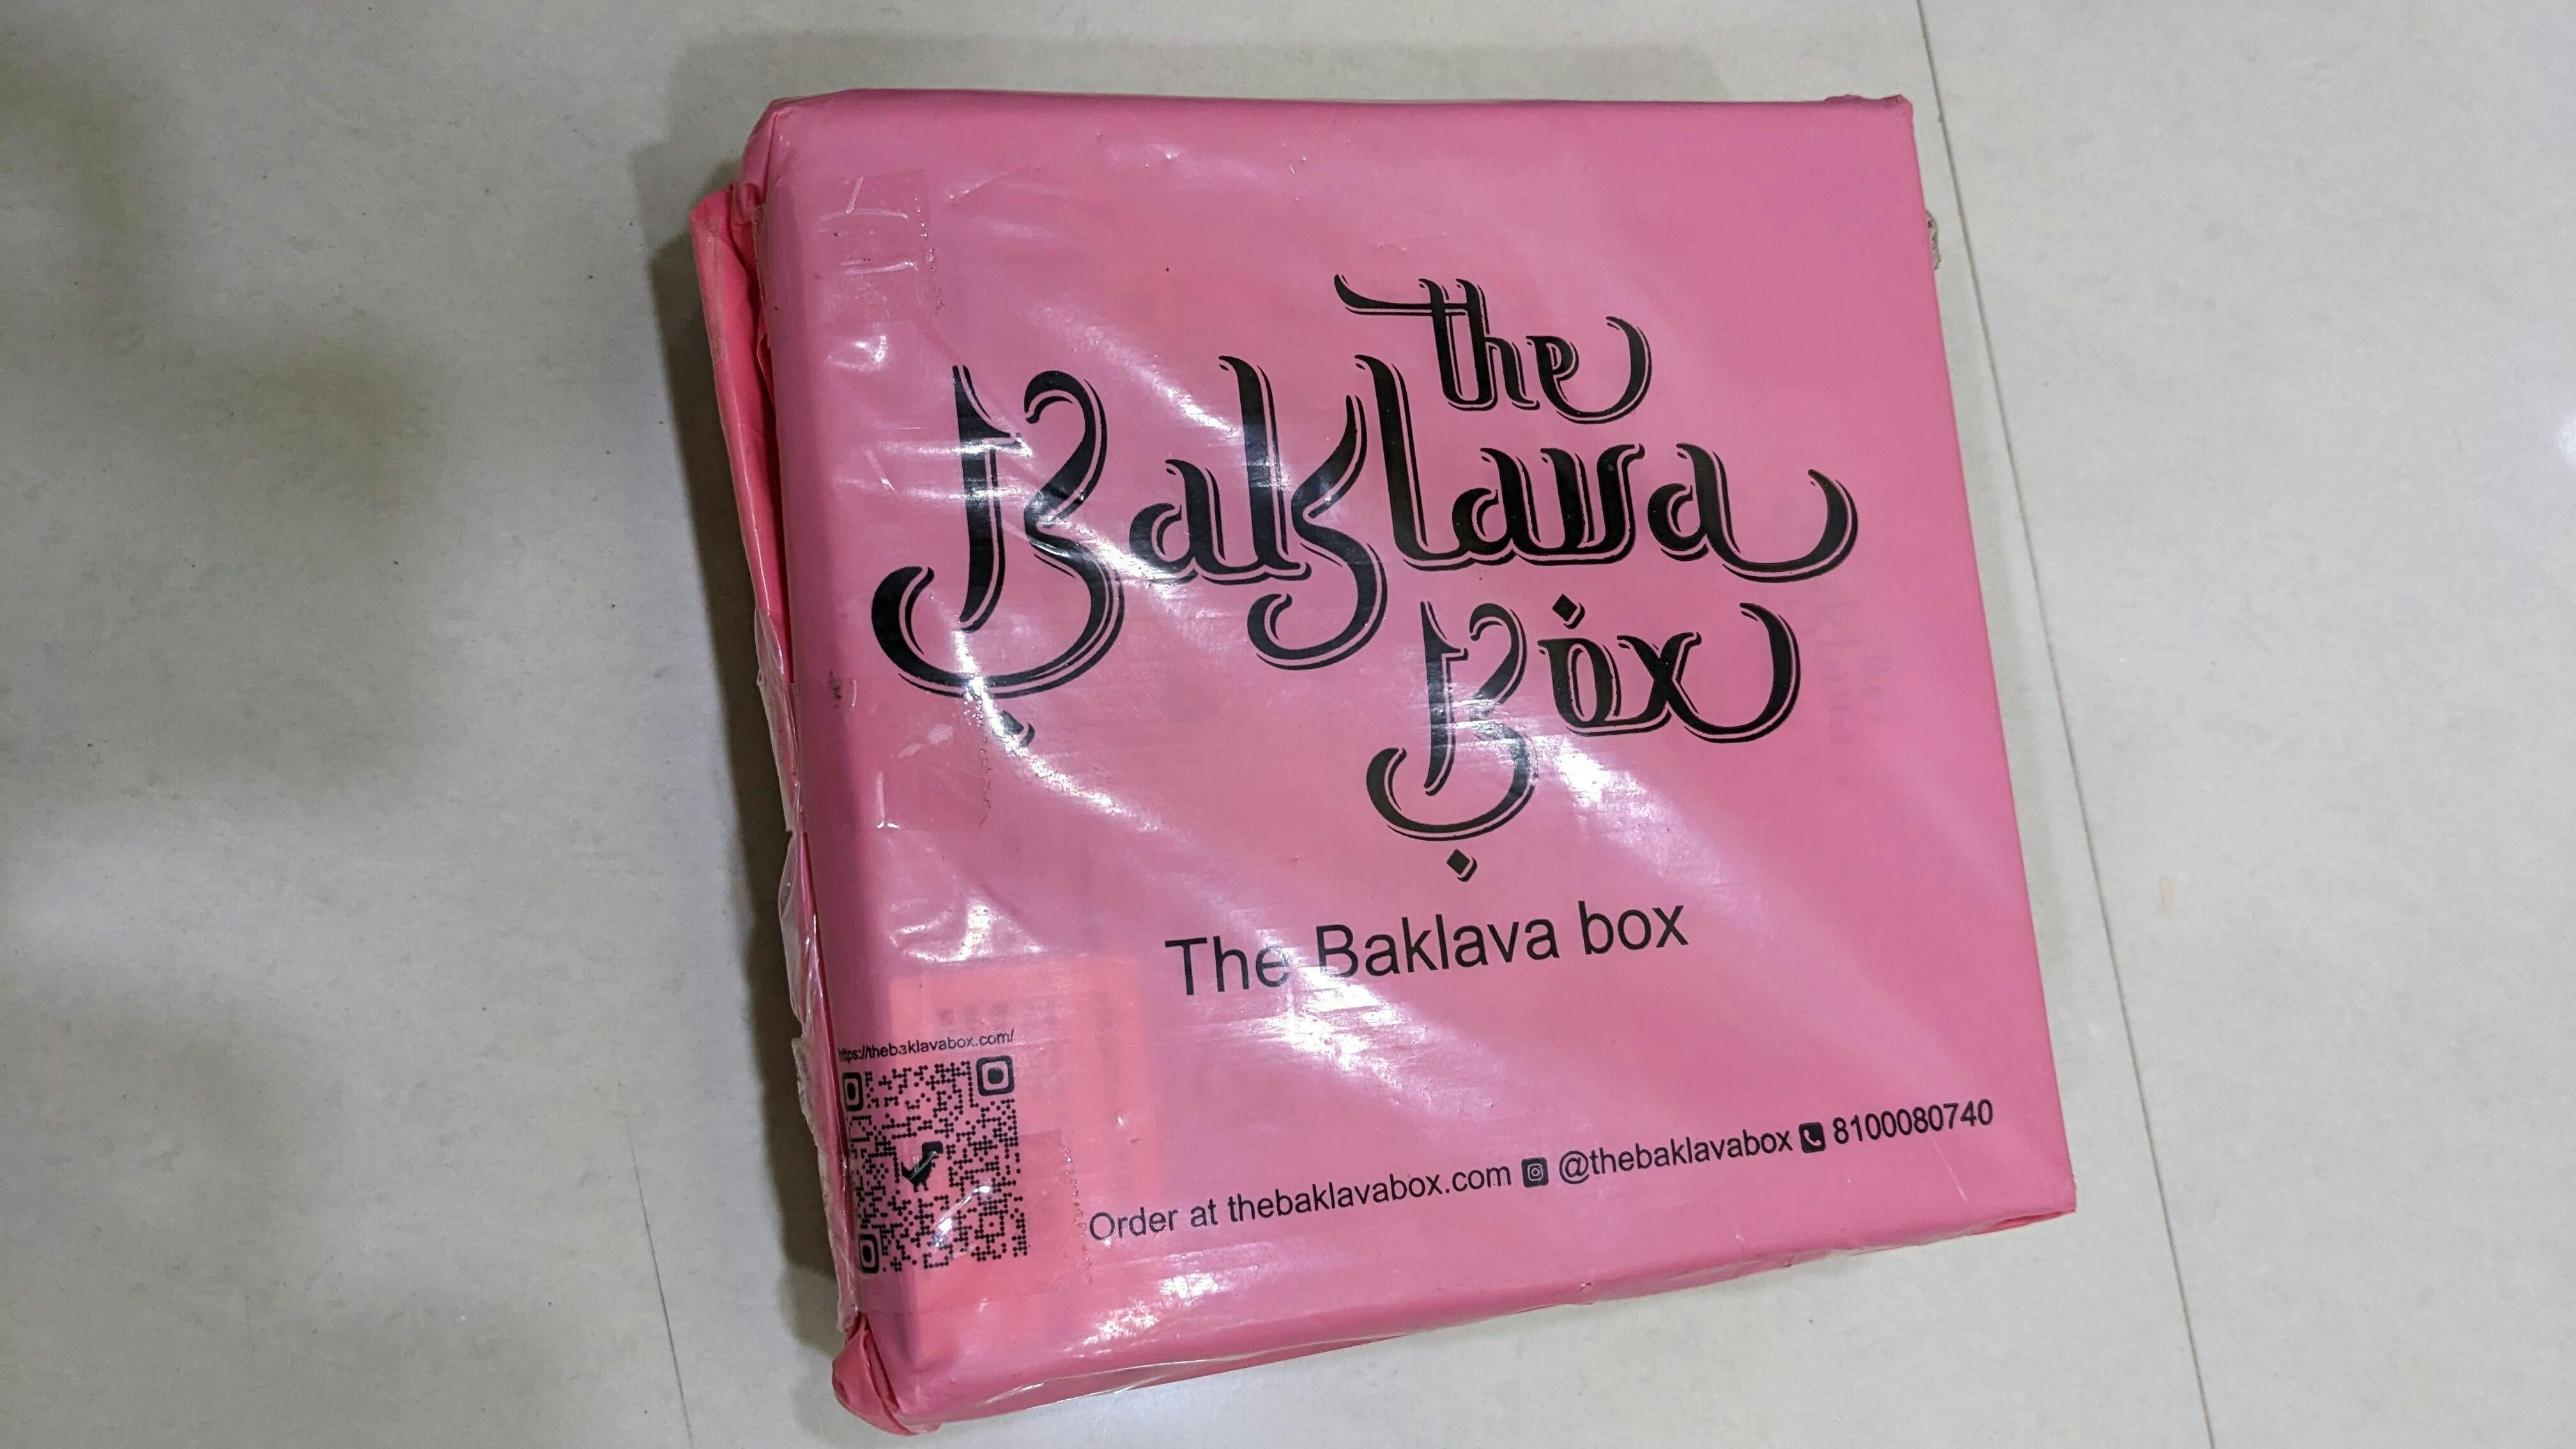 the
Baklava
Box
The Baklava box
https://thebaklavabox.com/
Order at thebaklavabox.com @thebaklavabox 8100080740